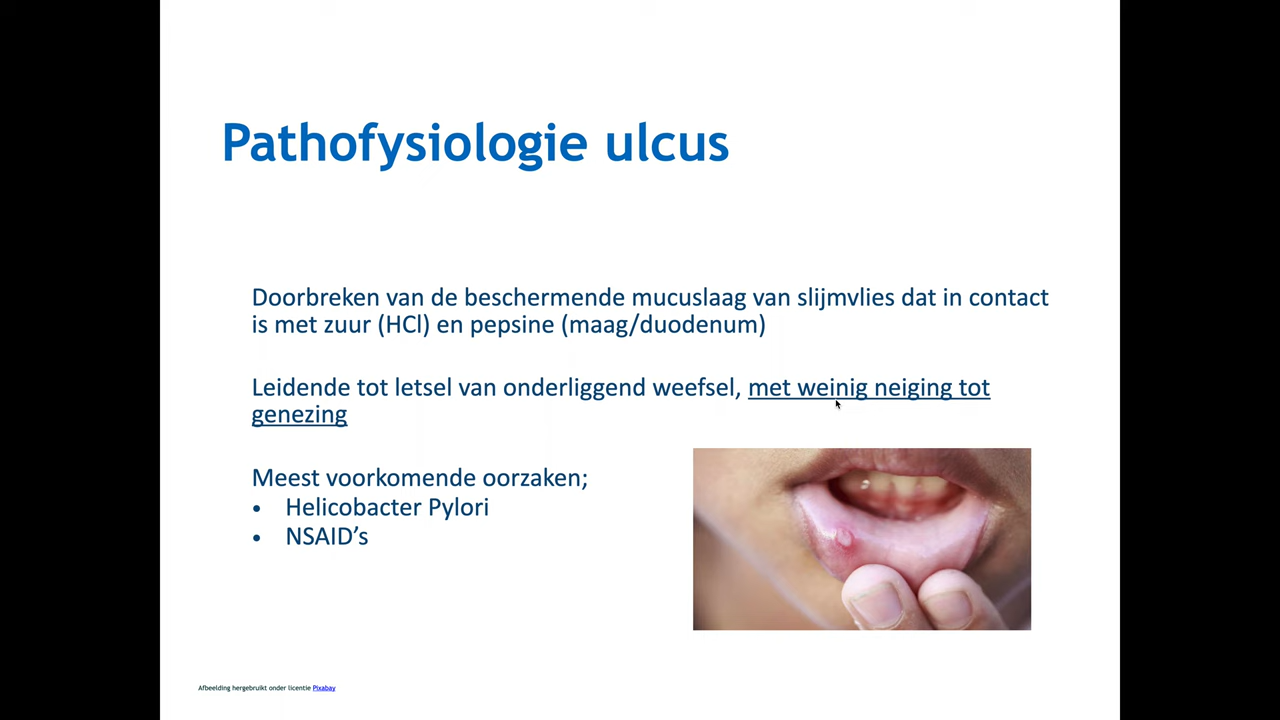 Pathofysiologie ulcus
Doorbreken van de beschermende mucuslaag van slijmvlies dat in contact
is met zuur (HCl) en pepsine (maag/duodenum)
Leidende tot letsel van onderliggend weefsel, met weinig neiging tot
genezing
Meest voorkomende oorzaken;
• Helicobacter Pylori
• NSAID’s
Afbeelding hergebruikt onder licentie Pixabay